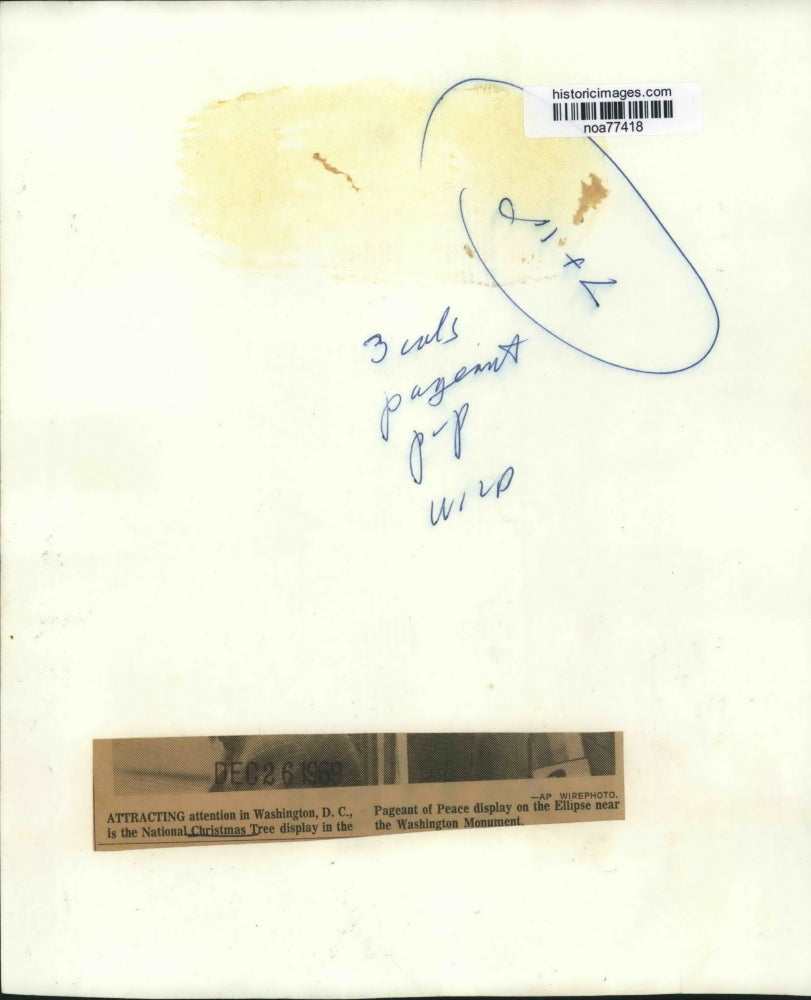 historicimages.com
noa77418
3 cols
pageant
p-p
DEC 26 1969
—AP WIREPHOTO.
ATTRACTING attention in Washington, D. C.,
is the National Christmas Tree display in the
Pageant of Peace display on the Ellipse near
the Washington Monument.